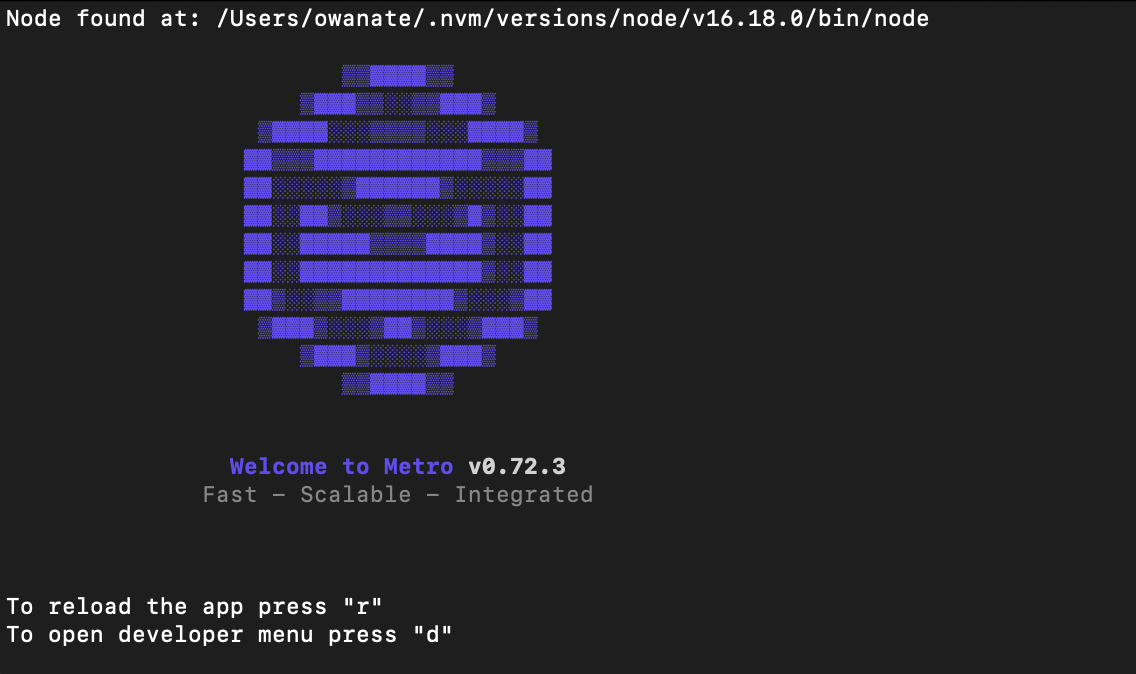 Node found at: /Users/owanate/.nvm/versions/node/v16.18.0/bin/node
Welcome to Metro v0.72.3
Fast - Scalable - Integrated
To reload the app press "r"
To open developer menu press "d"